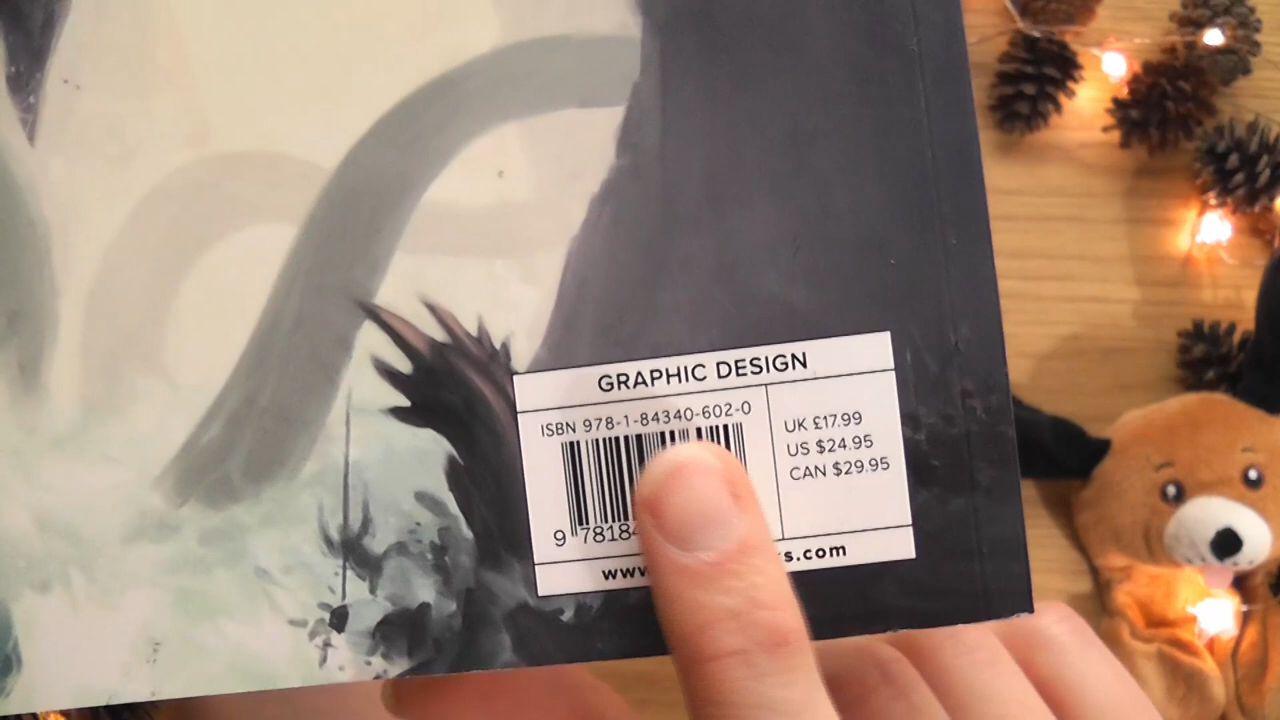 GRAPHIC DESIGN
ISBN 978-1-84340-602-0
UK £17.99
US $24.95
CAN $29.95
9 78184
www s.com